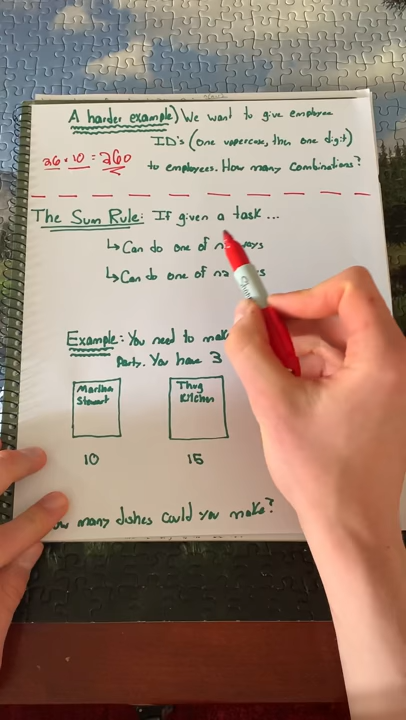 A harder example) We want to give employee
ID's (one uppercase, then one digit)
26 · 10 = 260
to employees. How many Combinations?
The Sum Rule: If given a task...
↳ Can do one of n ways
↳ Can do one of n2
Example: You need to make
Party. You have 3
Martha
Stewart
Thug
Kitchen
10
15
many dishes could you make?